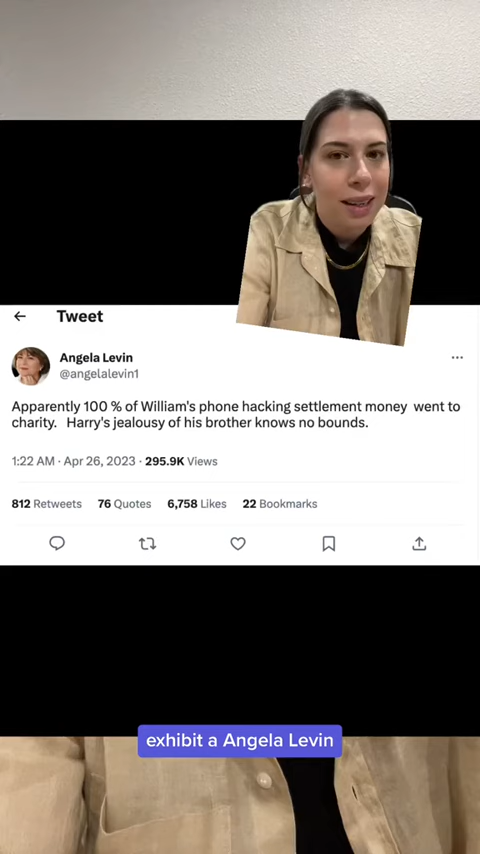 Tweet
Angela Levin
@angelalevin1
Apparently 100 % of William's phone hacking settlement money went to
charity. Harry's jealousy of his brother knows no bounds.
1:22 AM · Apr 26, 2023 · 295.9K Views
812 Retweets 76 Quotes 6,758 Likes 22 Bookmarks
exhibit a Angela Levin